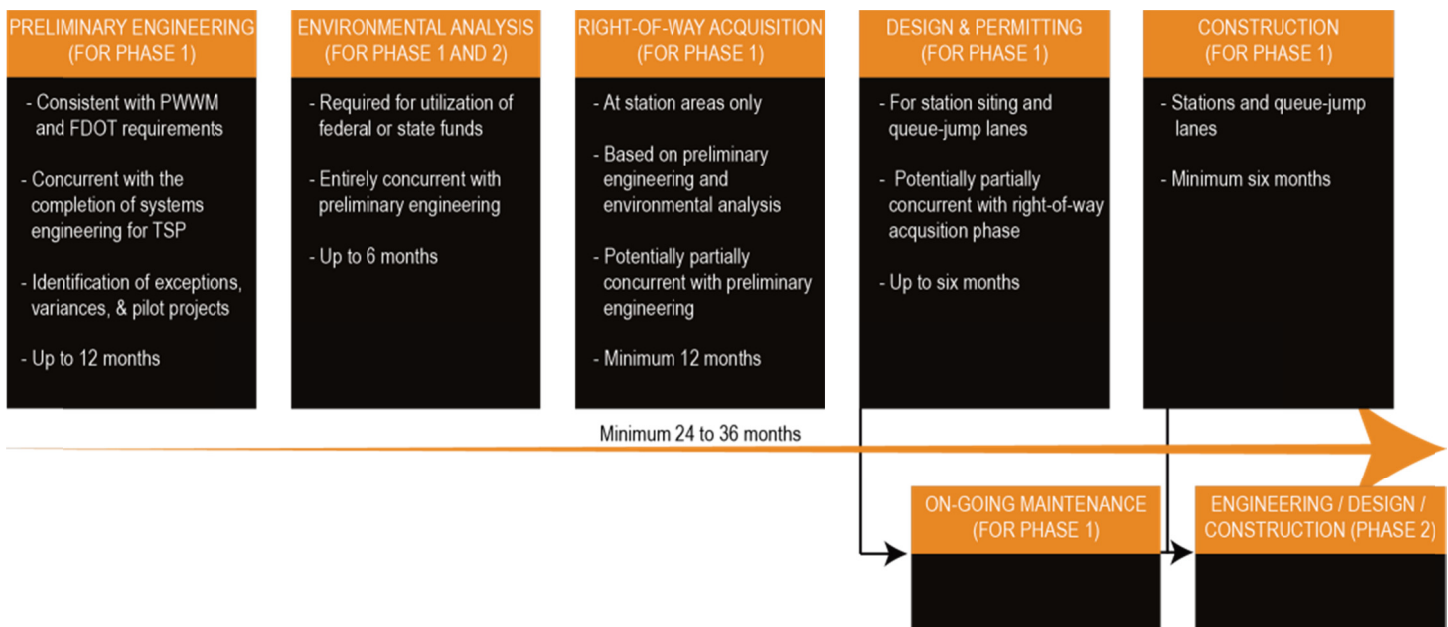 PRELIMINARY ENGINEERING
(FOR PHASE 1)
- Consistent with PWWM
and FDOT requirements
- Concurrent with the
completion of systems
engineering for TSP
- Identification of exceptions,
variances, & pilot projects
- Up to 12 months
ENVIRONMENTAL ANALYSIS
(FOR PHASE 1 AND 2)
- Required for utilization of
federal or state funds
- Entirely concurrent with
preliminary engineering
- Up to 6 months
RIGHT-OF-WAY ACQUISITION
(FOR PHASE 1)
- At station areas only
- Based on preliminary
engineering and
environmental analysis
- Potentially partially
concurrent with preliminary
engineering
- Minimum 12 months
DESIGN & PERMITTING
(FOR PHASE 1)
- For station siting and
queue-jump lanes
- Potentially partially
concurrent with right-of-way
acqusition phase
- Up to six months
CONSTRUCTION
(FOR PHASE 1)
- Stations and queue-jump
lanes
- Minimum six months
Minimum 24 to 36 months
ON-GOING MAINTENANCE
(FOR PHASE 1)
ENGINEERING / DESIGN /
CONSTRUCTION (PHASE 2)